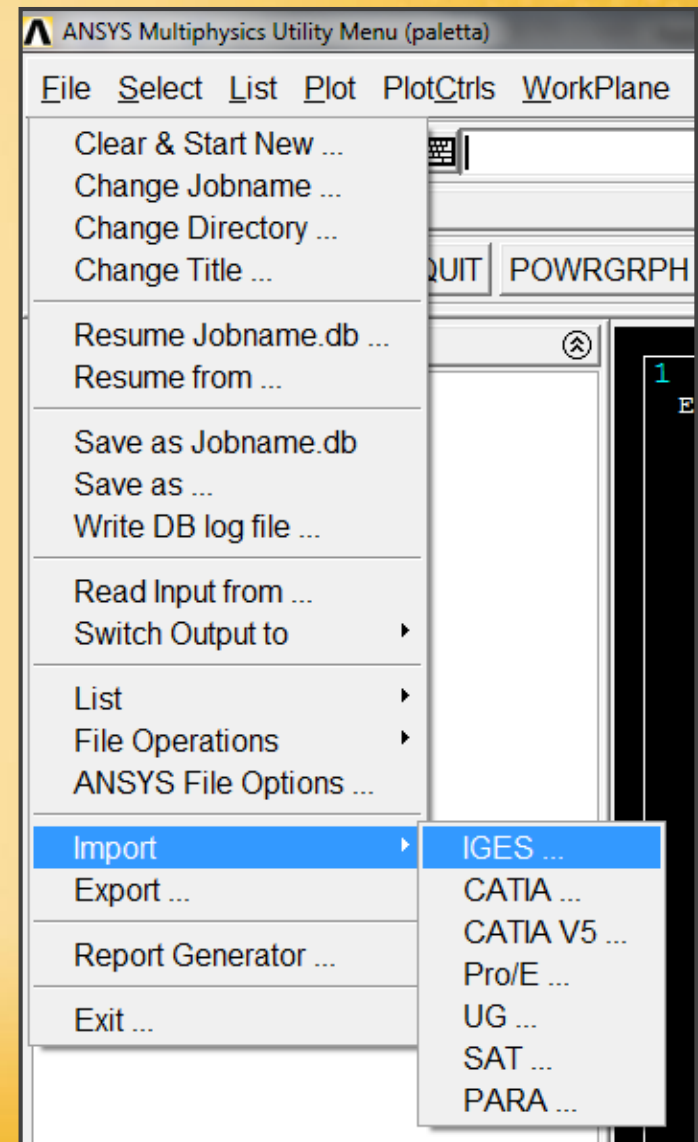 ANSYS Multiphysics Utility Menu (paletta)
File Select List Plot PlotCtrls WorkPlane
Clear & Start New ...
Change Jobname ...
Change Directory ...
Change Title ...
QUIT POWRGRPH
Resume Jobname.db ...
Resume from ...
1
E
Save as Jobname.db
Save as ...
Write DB log file ...
Read Input from ...
Switch Output to
List
File Operations
ANSYS File Options ...
Import
Export ...
Report Generator ...
Exit ...
IGES ...
CATIA ...
CATIA V5 ...
Pro/E ...
UG ...
SAT ...
PARA ...